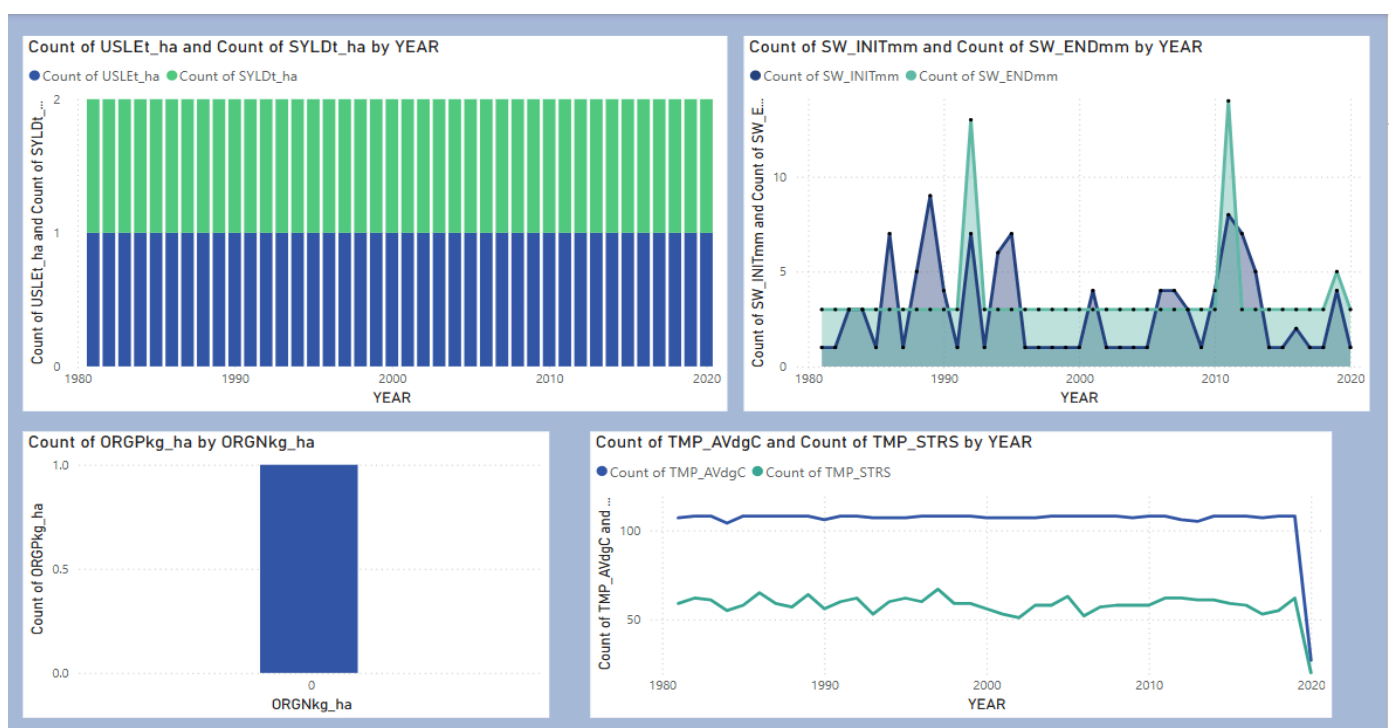 Count of USLEt_ha and Count of SYLDt_ha by YEAR
Count of USLEt_ha Count of SYLDt_ha
Count of USLEt_ha and Count of SYLDt_...
2
1
0
1980 1990 2000 2010 2020
YEAR
Count of SW_INITmm and Count of SW_ENDmm by YEAR
Count of SW_INITmm Count of SW_ENDmm
Count of SW_INITmm and Count of SW_E...
10
5
0
1980 1990 2000 2010 2020
YEAR
Count of ORGPkg_ha by ORGNkg_ha
Count of ORGPkg_ha
1.0
0.5
0.0
0
ORGNkg_ha
Count of TMP_AVdgC and Count of TMP_STRS by YEAR
Count of TMP_AVdgC Count of TMP_STRS
Count of TMP_AVdgC and ...
100
50
1980 1990 2000 2010 2020
YEAR